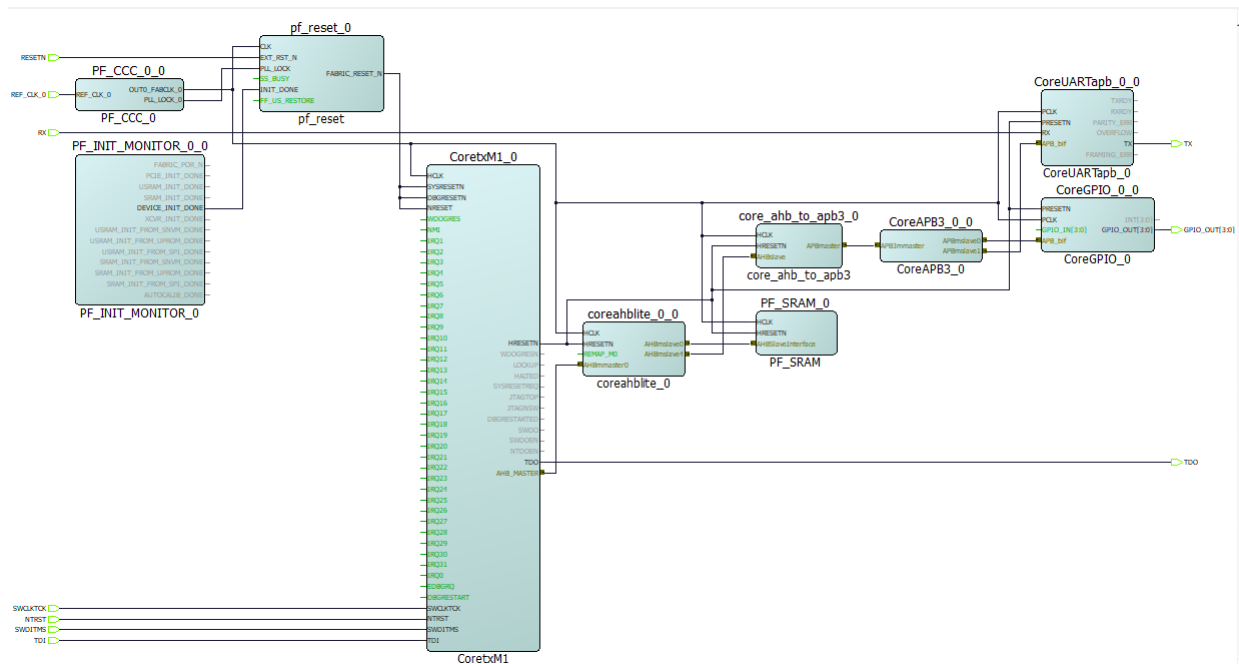 pf_reset_0
CLK
EXT_RST_N
PLL_LOCK
SS_BUSY
INIT_DONE
FF_US_RESTORE
FABRIC_RESET_N
pf_reset
RESETN
PF_CCC_0_0
REF_CLK_0
REF_CLK_0
OUT0_FABCLK_0
PLL_LOCK_0
PF_CCC_0
RX
PF_INIT_MONITOR_0_0
FABRIC_POR_N
PCIE_INIT_DONE
USRAM_INIT_DONE
SRAM_INIT_DONE
DEVICE_INIT_DONE
XCVR_INIT_DONE
USRAM_INIT_FROM_SNVM_DONE
USRAM_INIT_FROM_UPROM_DONE
USRAM_INIT_FROM_SPI_DONE
SRAM_INIT_FROM_SNVM_DONE
SRAM_INIT_FROM_UPROM_DONE
SRAM_INIT_FROM_SPI_DONE
AUTOCALIB_DONE
PF_INIT_MONITOR_0
CoretxM1_0
HCLK
SYSRESETN
DBGRESETN
NRESET
WDOGRES
NMI
IRQ1
IRQ2
IRQ3
IRQ4
IRQ5
IRQ6
IRQ7
IRQ8
IRQ9
IRQ10
IRQ11
IRQ12
IRQ13
IRQ14
IRQ15
IRQ16
IRQ17
IRQ18
IRQ19
IRQ20
IRQ21
IRQ22
IRQ23
IRQ24
IRQ25
IRQ26
IRQ27
IRQ28
IRQ29
IRQ30
IRQ31
IRQ0
EDBGRQ
DBGRESTART
SWCLKTCK
NTRST
SWDITMS
TDI
HRESETN
WDOGRESN
LOCKUP
HALTED
SYSRESETREQ
JTAGTOP
JTAGNSW
DBGRESTARTED
SWDO
SWDOEN
NTDOEN
TDO
AHB_MASTER
CoretxM1
SWCLKTCK
NTRST
SWDITMS
TDI
coreahblite_0_0
HCLK
HRESETN
REMAP_M0
AHBmmaster0
AHBmslave0
AHBmslave4
coreahblite_0
core_ahb_to_apb3_0
HCLK
HRESETN
AHBslave
APBmaster
core_ahb_to_apb3
PF_SRAM_0
HCLK
HRESETN
AHBSlaveInterface
PF_SRAM
CoreAPB3_0_0
APB3mmaster
APBmslave0
APBmslave1
CoreAPB3_0
CoreUARTapb_0_0
PCLK
PRESETN
RX
APB_bif
TXRDY
RXRDY
PARITY_ERR
OVERFLOW
TX
FRAMING_ERR
CoreUARTapb_0
TX
CoreGPIO_0_0
PRESETN
PCLK
GPIO_IN[3:0]
APB_bif
INT[3:0]
GPIO_OUT[3:0]
CoreGPIO_0
GPIO_OUT[3:0]
TDO